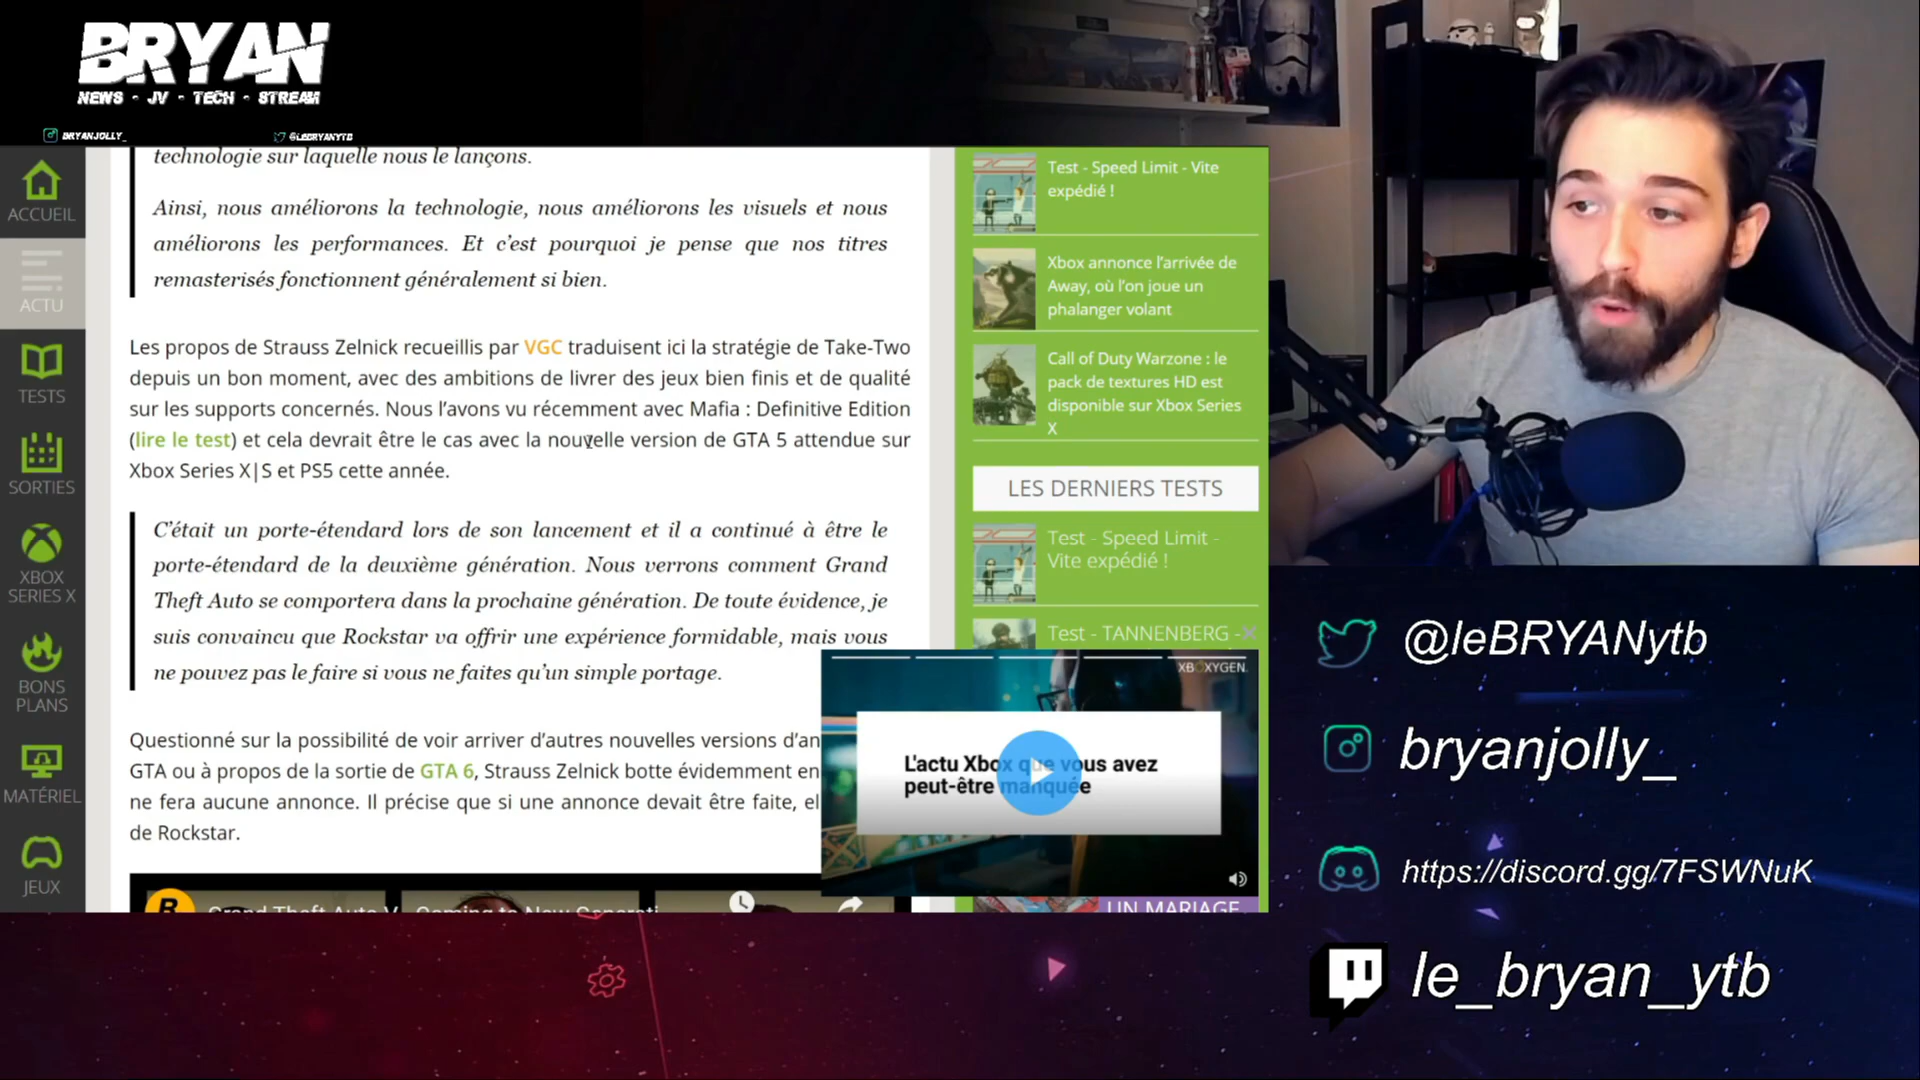 BRYAN
NEWS - JV - TECH - STREAM
BRYANJOLLY_
@LEBRYANYTB
ACCUEIL
ACTU
TESTS
SORTIES
XBOX
SERIES X
BONS
PLANS
MATÉRIEL
JEUX
technologie sur laquelle nous le lançons.
Ainsi, nous améliorons la technologie, nous améliorons les visuels et nous
améliorons les performances. Et c'est pourquoi je pense que nos titres
remasterisés fonctionnent généralement si bien.
Les propos de Strauss Zelnick recueillis par VGC traduisent ici la stratégie de Take-Two
depuis un bon moment, avec des ambitions de livrer des jeux bien finis et de qualité
sur les supports concernés. Nous l'avons vu récemment avec Mafia : Definitive Edition
(lire le test) et cela devrait être le cas avec la nouvelle version de GTA 5 attendue sur
Xbox Series X|S et PS5 cette année.
C'était un porte-étendard lors de son lancement et il a continué à être le
porte-étendard de la deuxième génération. Nous verrons comment Grand
Theft Auto se comportera dans la prochaine génération. De toute évidence, je
suis convaincu que Rockstar va offrir une expérience formidable, mais vous
ne pouvez pas le faire si vous ne faites qu'un simple portage.
Questionné sur la possibilité de voir arriver d'autres nouvelles versions d'an
GTA ou à propos de la sortie de GTA 6, Strauss Zelnick botte évidemment en
ne fera aucune annonce. Il précise que si une annonce devait être faite, el
de Rockstar.
Grand Theft Auto V
Coming to New Generati
Test - Speed Limit - Vite
expédié !
Xbox annonce l'arrivée de
Away, où l'on joue un
phalanger volant
Call of Duty Warzone : le
pack de textures HD est
disponible sur Xbox Series
X
LES DERNIERS TESTS
Test - Speed Limit -
Vite expédié !
Test - TANNENBERG -
XBOXYGEN.
L'actu Xbox que vous avez
peut-être manquée
UN MARIAGE
@leBRYANytb
bryanjolly_
https://discord.gg/7FSWNuK
le_bryan_ytb